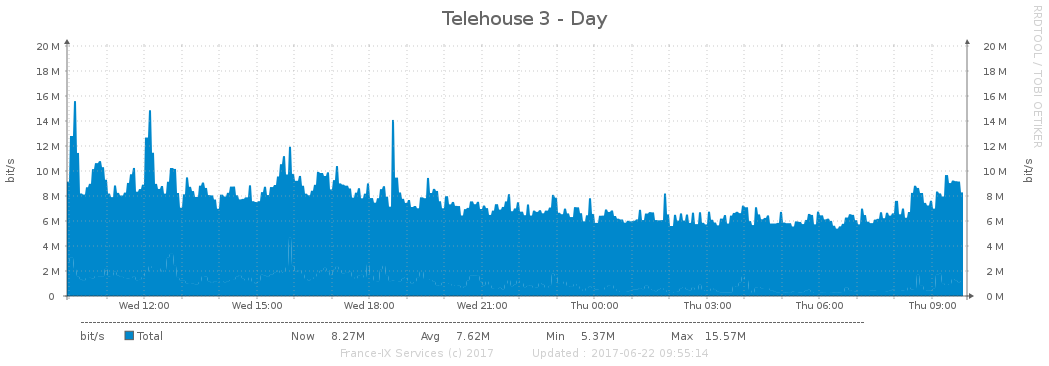 Telehouse 3 - Day
RRDTOOL / TOBI OETIKER
bit/s
20 M 20 M
18 M 18 M
16 M 16 M
14 M 14 M
12 M 12 M
10 M 10 M
8 M 8 M
6 M 6 M
4 M 4 M
2 M 2 M
0 0 M
bit/s
Wed 12:00 Wed 15:00 Wed 18:00 Wed 21:00 Thu 00:00 Thu 03:00 Thu 06:00 Thu 09:00
bit/s Total Now 8.27M Avg 7.62M Min 5.37M Max 15.57M
France-IX Services (c) 2017 Updated : 2017-06-22 09:55:14